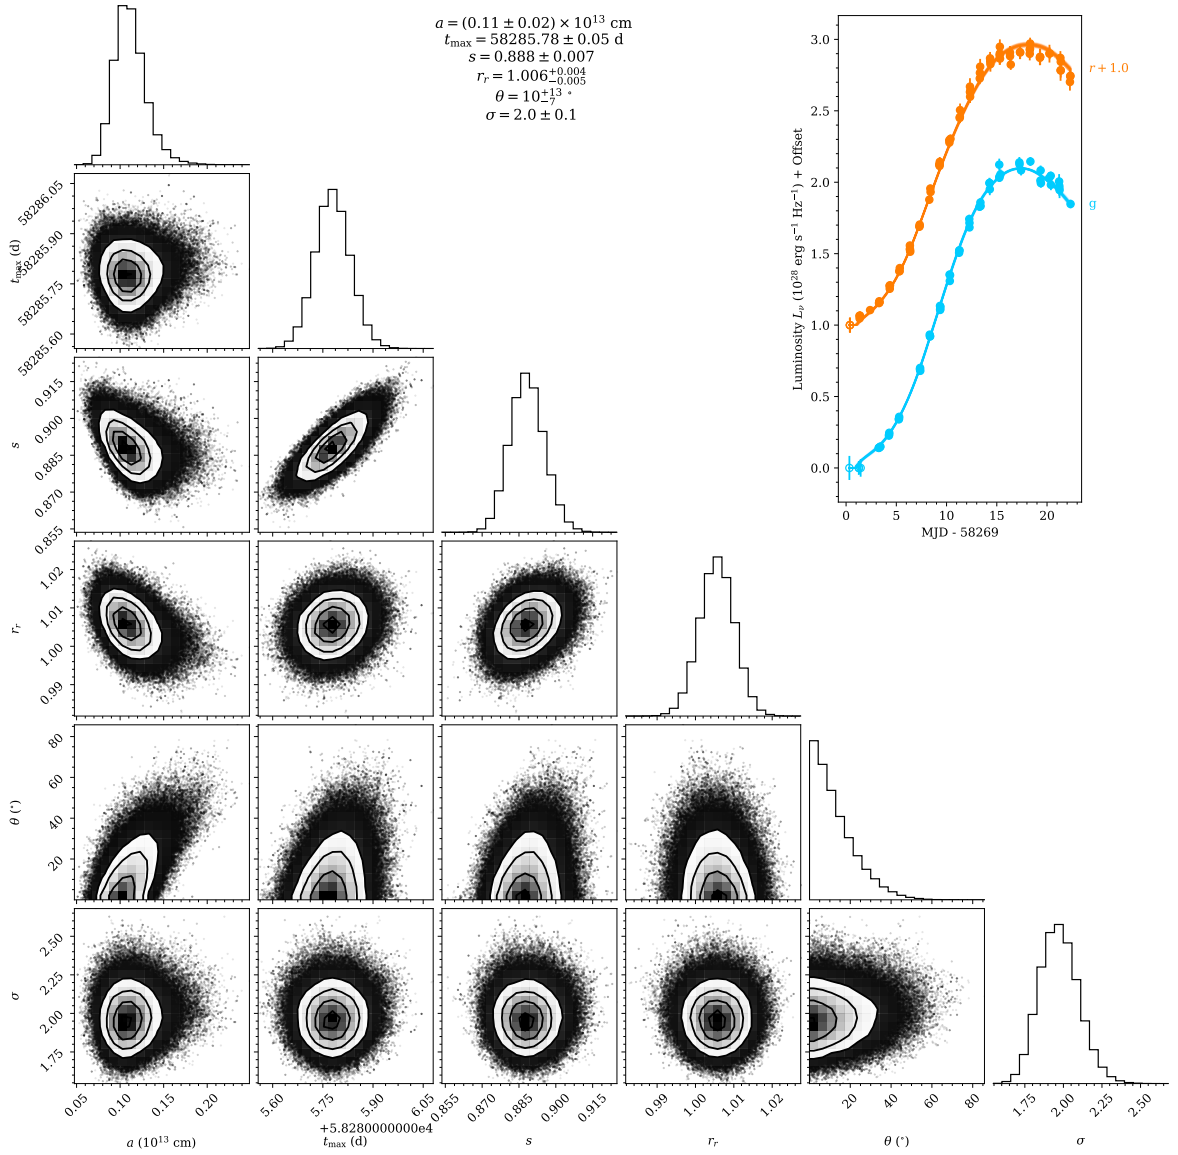 a = (0.11 ± 0.02) × 10¹³ cm
t_max = 58285.78 ± 0.05 d
s = 0.888 ± 0.007
r_r = 1.006 +0.004 −0.005
θ = 10 +13 −7 °
σ = 2.0 ± 0.1
3.0
2.5
2.0
1.5
1.0
0.5
0.0
Luminosity L_ν (10²⁸ erg s⁻¹ Hz⁻¹) + Offset
r + 1.0
g
0 5 10 15 20
MJD - 58269
58286.05
58285.90
58285.75
58285.60
t_max (d)
0.915
0.900
0.885
0.870
0.855
s
1.02
1.01
1.00
0.99
r_r
80
60
40
20
θ (°)
2.50
2.25
2.00
1.75
σ
0.05 0.10 0.15 0.20
a (10¹³ cm)
5.60 5.75 5.90 6.05
+5.8280000000e4
t_max (d)
0.855 0.870 0.885 0.900 0.915
s
0.99 1.00 1.01 1.02
r_r
20 40 60 80
θ (°)
1.75 2.00 2.25 2.50
σ